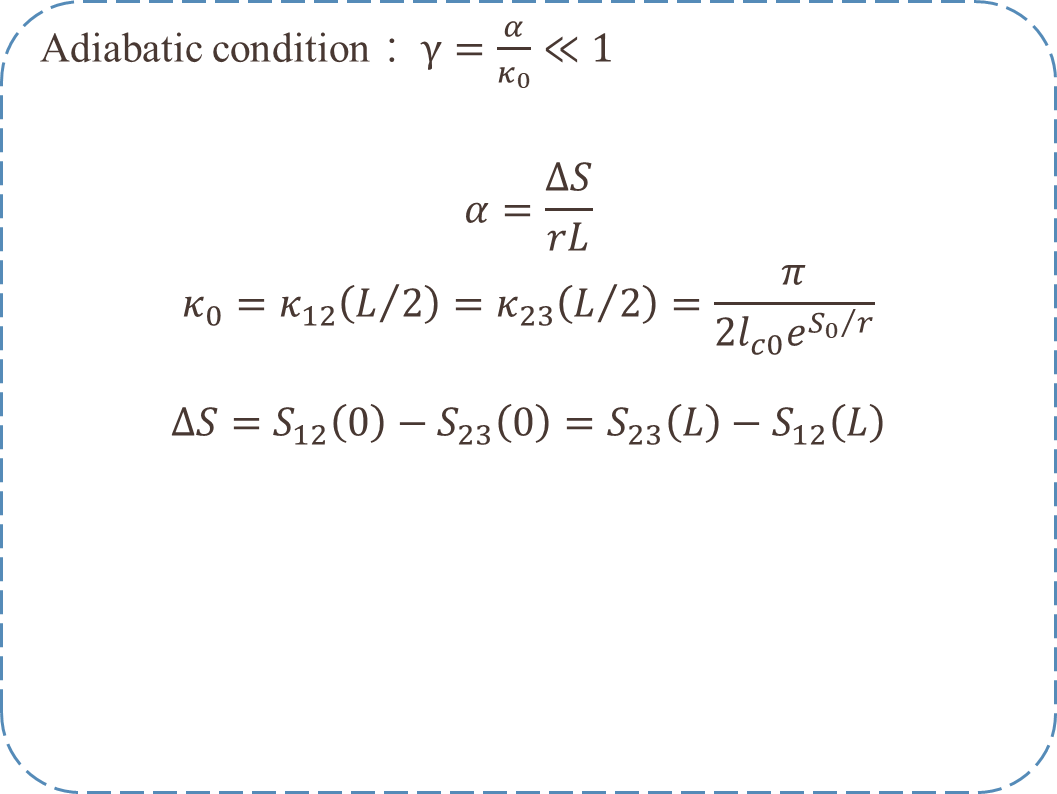 Adiabatic condition： γ = α/κ₀ ≪ 1
α = ΔS/rL
κ₀ = κ₁₂(L/2) = κ₂₃(L/2) = π/2l_{c0}e^{S₀/r}
ΔS = S₁₂(0) − S₂₃(0) = S₂₃(L) − S₁₂(L)